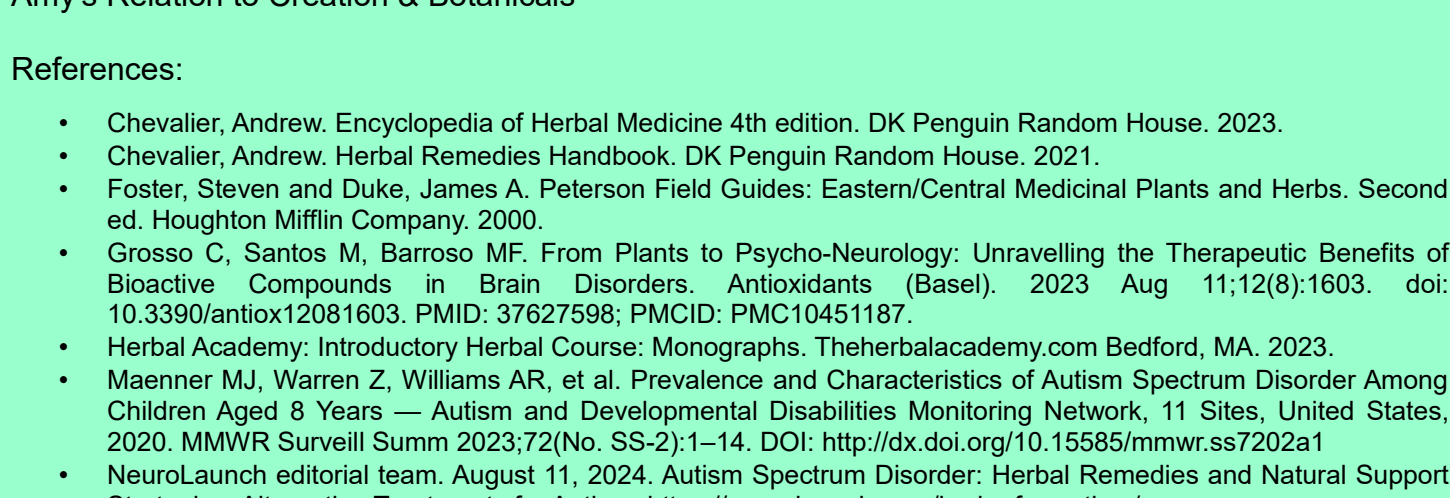 Amy's Relation to Creation & Botanicals
References:
• Chevalier, Andrew. Encyclopedia of Herbal Medicine 4th edition. DK Penguin Random House. 2023.
• Chevalier, Andrew. Herbal Remedies Handbook. DK Penguin Random House. 2021.
• Foster, Steven and Duke, James A. Peterson Field Guides: Eastern/Central Medicinal Plants and Herbs. Second
ed. Houghton Mifflin Company. 2000.
• Grosso C, Santos M, Barroso MF. From Plants to Psycho-Neurology: Unravelling the Therapeutic Benefits of
Bioactive Compounds in Brain Disorders. Antioxidants (Basel). 2023 Aug 11;12(8):1603. doi:
10.3390/antiox12081603. PMID: 37627598; PMCID: PMC10451187.
• Herbal Academy: Introductory Herbal Course: Monographs. Theherbalacademy.com Bedford, MA. 2023.
• Maenner MJ, Warren Z, Williams AR, et al. Prevalence and Characteristics of Autism Spectrum Disorder Among
Children Aged 8 Years — Autism and Developmental Disabilities Monitoring Network, 11 Sites, United States,
2020. MMWR Surveill Summ 2023;72(No. SS-2):1–14. DOI: http://dx.doi.org/10.15585/mmwr.ss7202a1
• NeuroLaunch editorial team. August 11, 2024. Autism Spectrum Disorder: Herbal Remedies and Natural Support